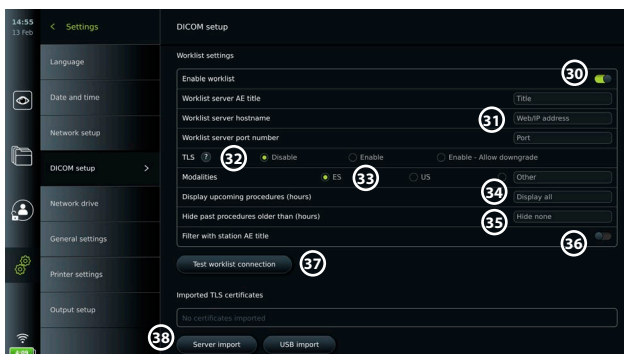 14:55
13 Feb
< Settings
DICOM setup
Language
Date and time
Network setup
DICOM setup >
Network drive
General settings
Printer settings
Output setup
4:09
Worklist settings
Enable worklist 30
Worklist server AE title Title
Worklist server hostname 31 Web/IP address
Worklist server port number Port
TLS ? 32 Disable Enable Enable - Allow downgrade
Modalities ES 33 US Other
Display upcoming procedures (hours) 34 Display all
Hide past procedures older than (hours) 35 Hide none
Filter with station AE title 36
Test worklist connection 37
Imported TLS certificates
No certificates imported
38 Server import USB import